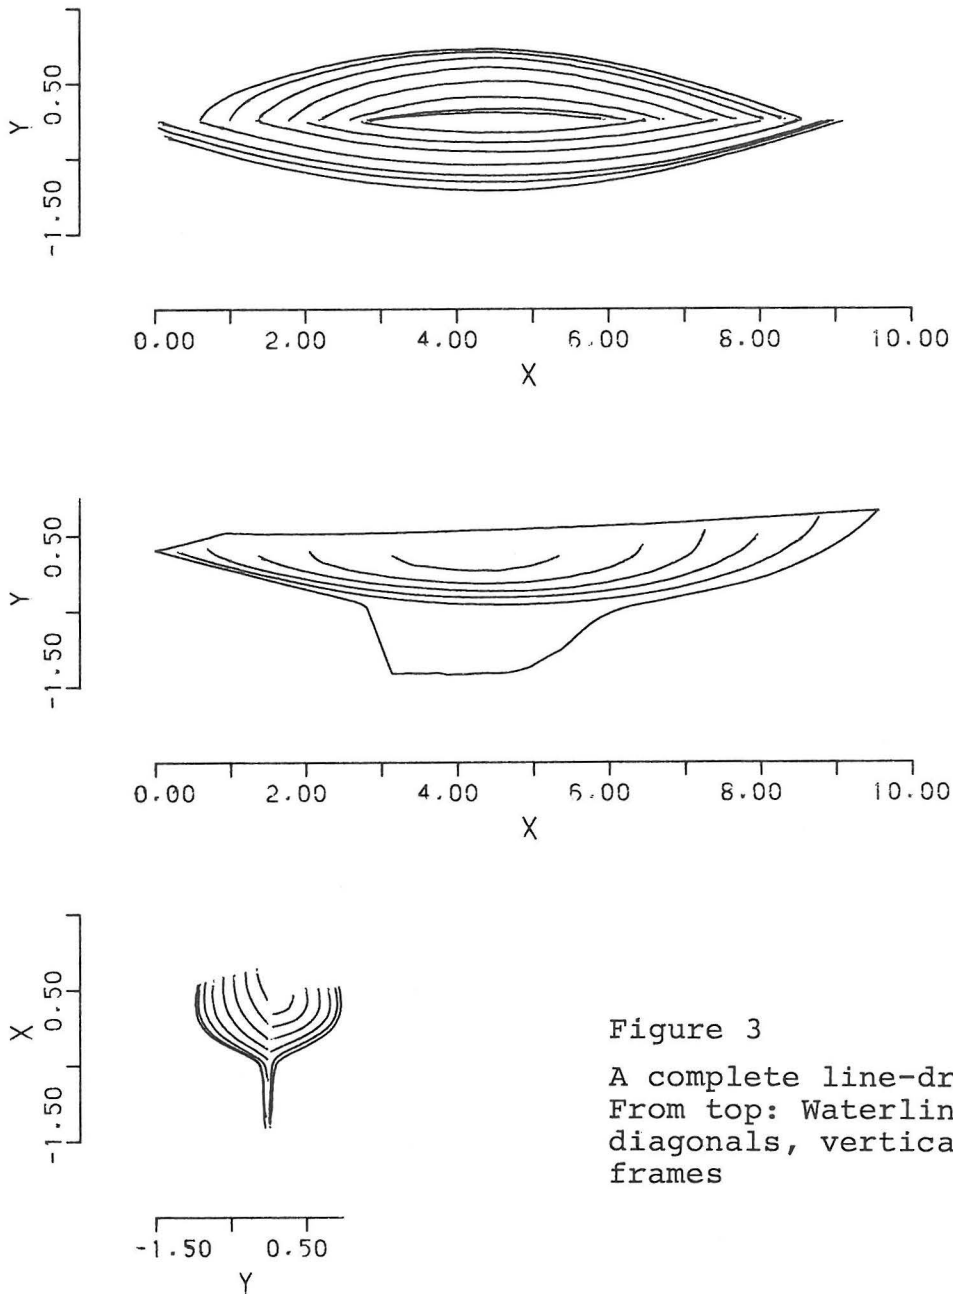 Y
0.50
-1.50
0.00 2.00 4.00 6.00 8.00 10.00
X
Y
0.50
-1.50
0.00 2.00 4.00 6.00 8.00 10.00
X
X
0.50
-1.50
-1.50 0.50
Y
Figure 3
A complete line-dr
From top: Waterlin
diagonals, vertica
frames